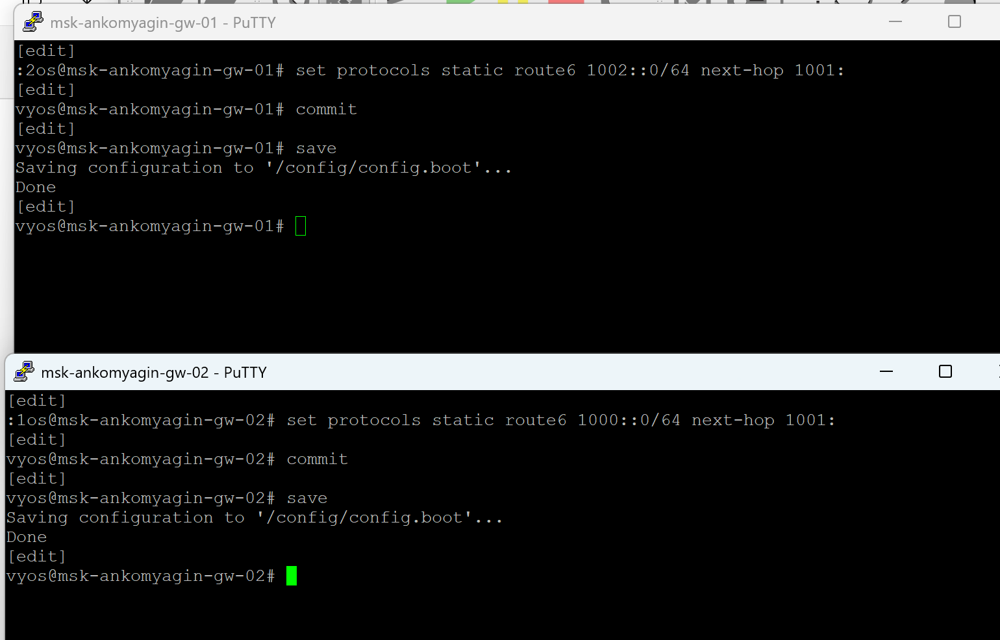 msk-ankomyagin-gw-01 - PuTTY
[edit]
:2os@msk-ankomyagin-gw-01# set protocols static route6 1002::0/64 next-hop 1001:
[edit]
vyos@msk-ankomyagin-gw-01# commit
[edit]
vyos@msk-ankomyagin-gw-01# save
Saving configuration to '/config/config.boot'...
Done
[edit]
vyos@msk-ankomyagin-gw-01#
msk-ankomyagin-gw-02 - PuTTY
[edit]
:1os@msk-ankomyagin-gw-02# set protocols static route6 1000::0/64 next-hop 1001:
[edit]
vyos@msk-ankomyagin-gw-02# commit
[edit]
vyos@msk-ankomyagin-gw-02# save
Saving configuration to '/config/config.boot'...
Done
[edit]
vyos@msk-ankomyagin-gw-02#